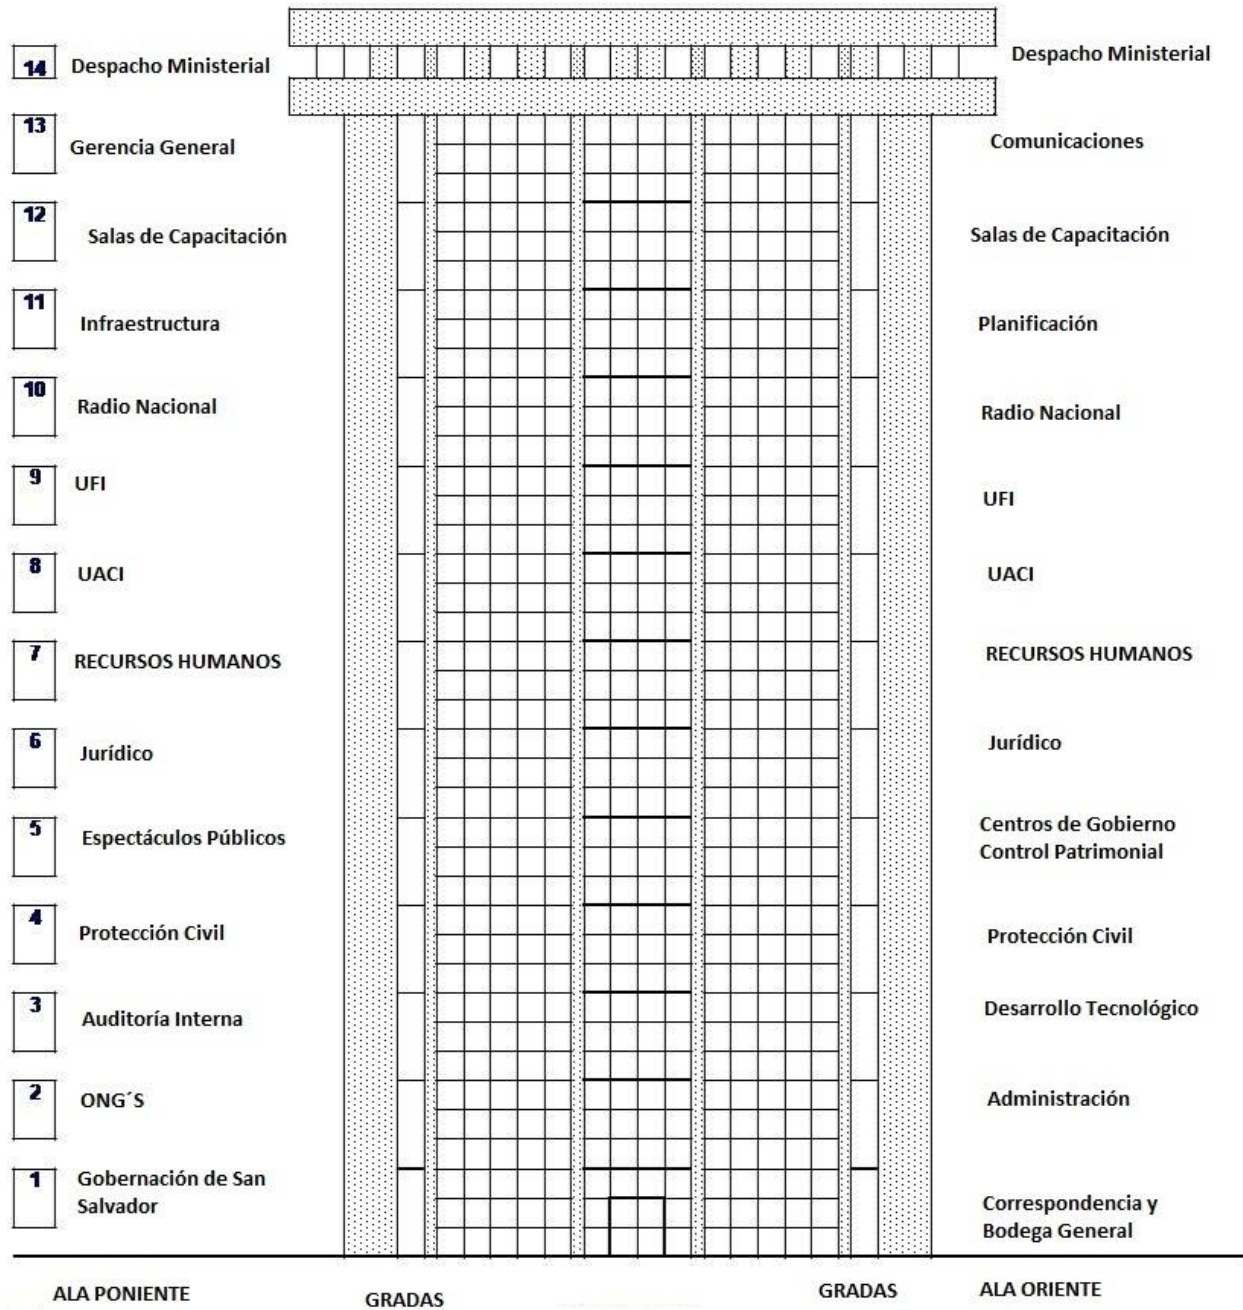 14 Despacho Ministerial Despacho Ministerial
13 Gerencia General Comunicaciones
12 Salas de Capacitación Salas de Capacitación
11 Infraestructura Planificación
10 Radio Nacional Radio Nacional
9 UFI UFI
8 UACI UACI
7 RECURSOS HUMANOS RECURSOS HUMANOS
6 Jurídico Jurídico
5 Espectáculos Públicos Centros de Gobierno
Control Patrimonial
4 Protección Civil Protección Civil
3 Auditoría Interna Desarrollo Tecnológico
2 ONG´S Administración
1 Gobernación de San
Salvador
Correspondencia y
Bodega General
ALA PONIENTE GRADAS GRADAS ALA ORIENTE